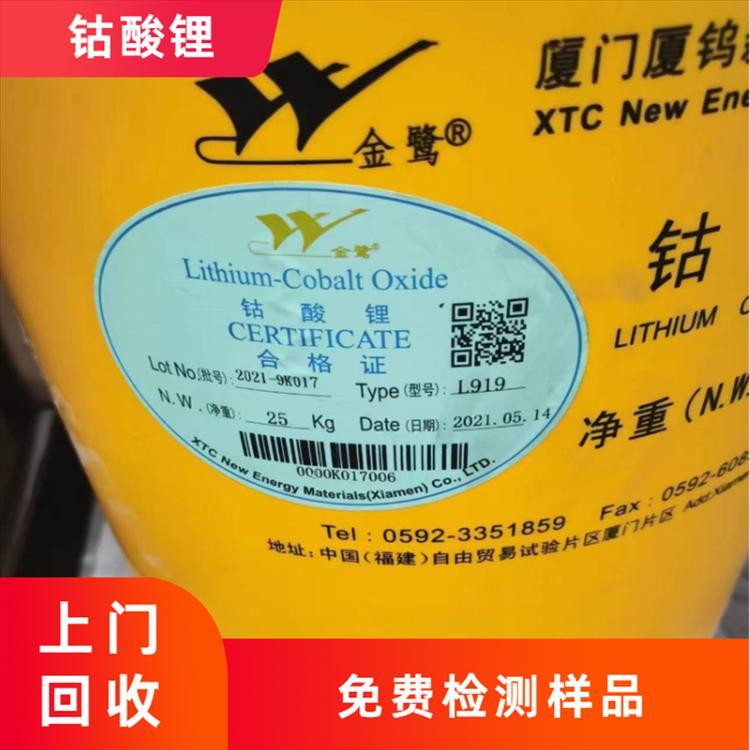 钴酸锂
金鹭®
厦门厦钨新
XTC New Ene
金鹭®
Lithium-Cobalt Oxide
钴酸锂
CERTIFICATE
合格证
Lot No.(批号): 2021-9K017
Type (型号): L919
N.W.(净重): 25 Kg
Date (日期): 2021.05.14
0000K017006
XTC New Energy Materials(Xiamen) Co., LTD.
钴
LITHIUM C
净重(N.W
Tel : 0592-3351859
Fax : 0592-608
地址: 中国(福建)自由贸易试验片区厦门片区
Add:Xiamen
上门
回收
免费检测样品